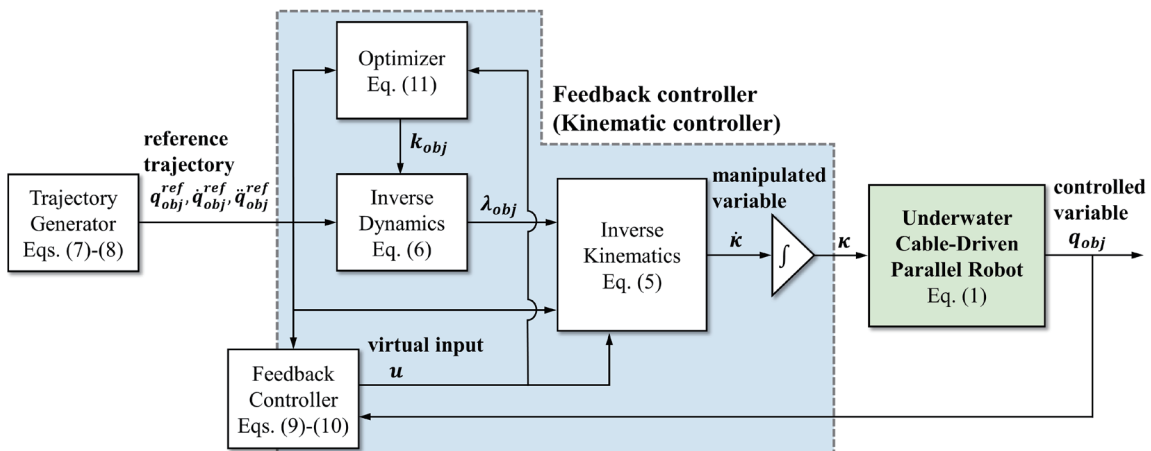 Optimizer
Eq. (11)
Feedback controller
(Kinematic controller)
k_obj
reference
trajectory
q_obj^ref, q̇_obj^ref, q̈_obj^ref
Trajectory
Generator
Eqs. (7)-(8)
Inverse
Dynamics
Eq. (6)
λ_obj
Inverse
Kinematics
Eq. (5)
manipulated
variable
κ̇
∫
κ
Underwater
Cable-Driven
Parallel Robot
Eq. (1)
controlled
variable
q_obj
virtual input
u
Feedback
Controller
Eqs. (9)-(10)